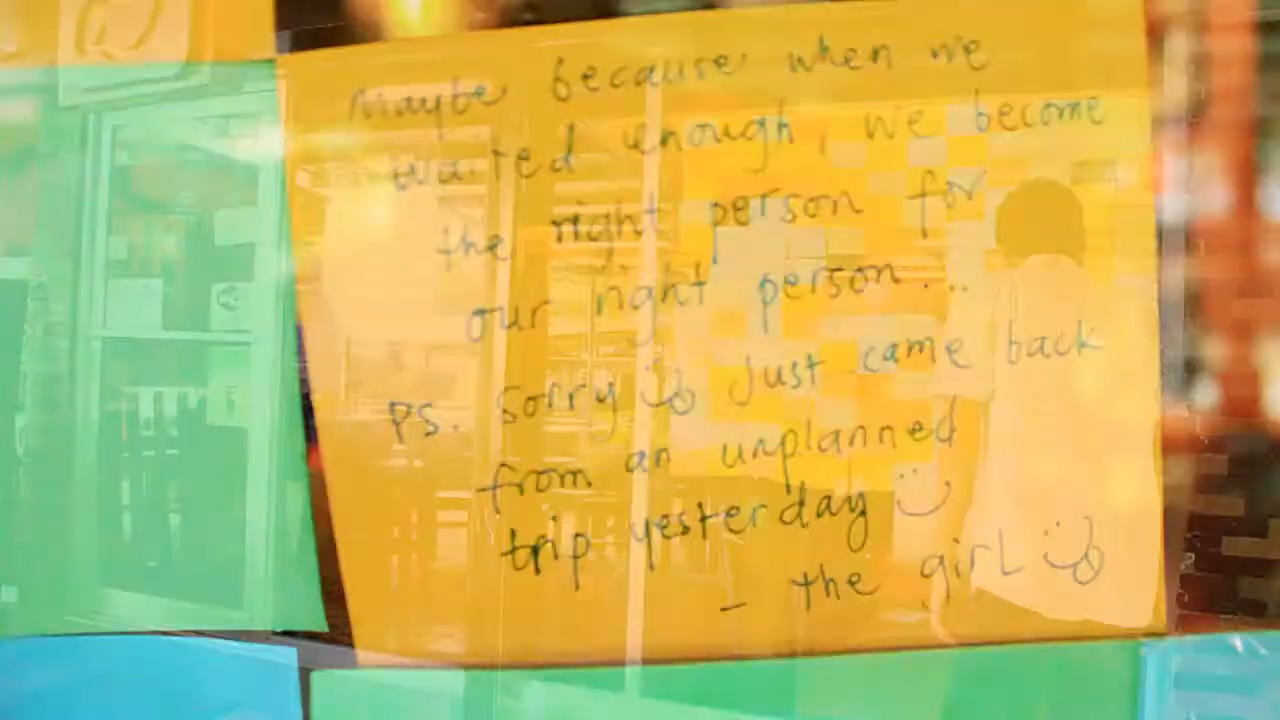 Maybe because when we
waited enough, we become
the right person for
our right person...
PS. Sorry Just came back
from an unplanned
trip yesterday :)
– the girl